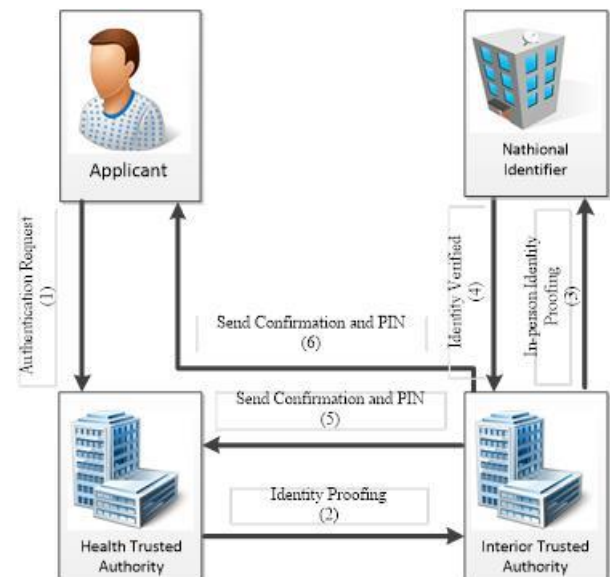 Applicant
Nathional
Identifier
Authentication Request
(1)
Identity Verified
(4)
In-person Identity
Proofing
(3)
Send Confirmation and PIN
(6)
Send Confirmation and PIN
(5)
Identity Proofing
(2)
Health Trusted
Authority
Interior Trusted
Authority